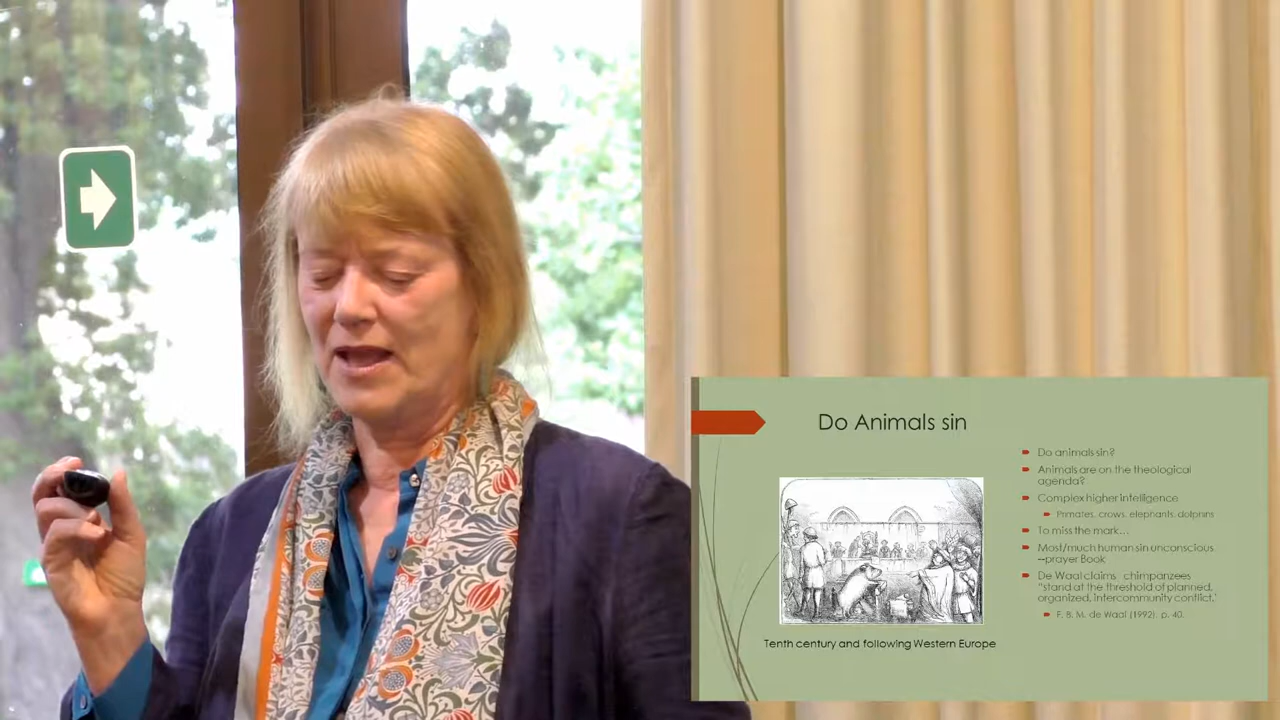 Do Animals sin
Do animals sin?
Animals are on the theological
agenda?
Complex higher intelligence
Primates, crows, elephants, dolphins
To miss the mark...
Most/much human sin unconscious
--prayer Book
De Waal claims chimpanzees
"stand at the threshold of planned,
organized, intercommunity conflict."
F. B. M. de Waal (1992), p. 40.
Tenth century and following Western Europe